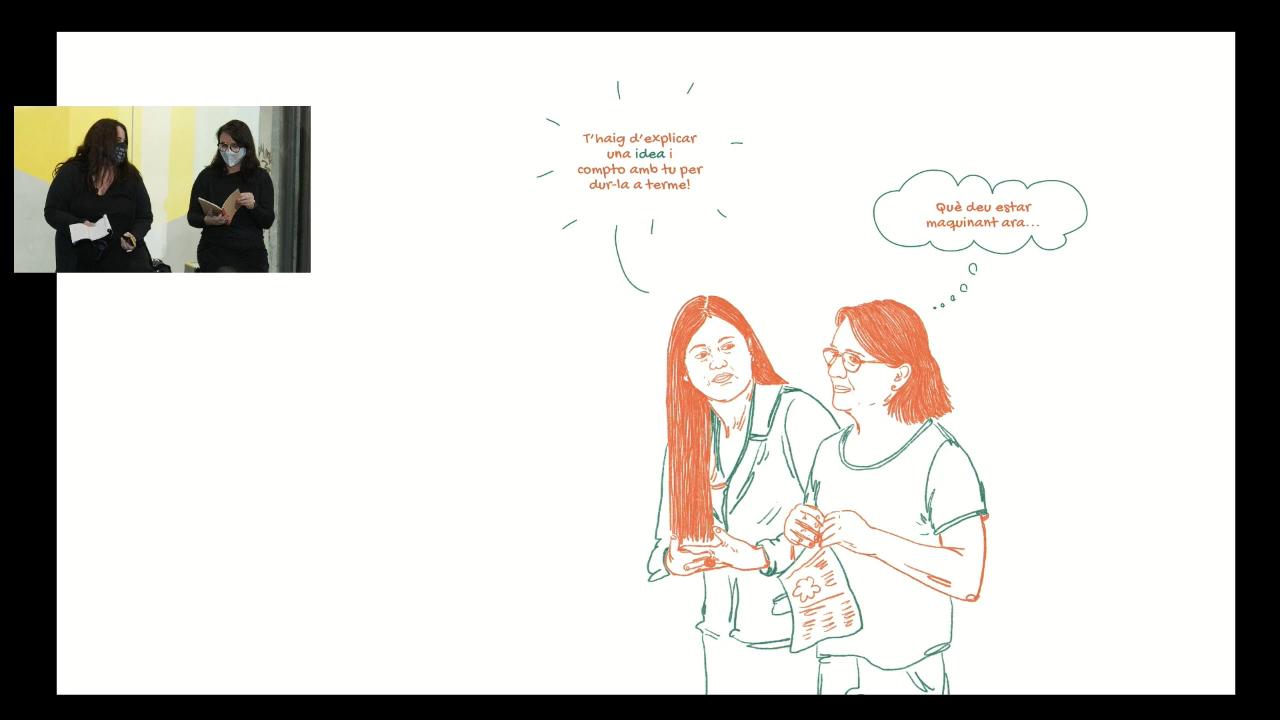 T'haig d'explicar
una idea i
compto amb tu per
dur-la a terme!
Què deu estar
maquinant ara...